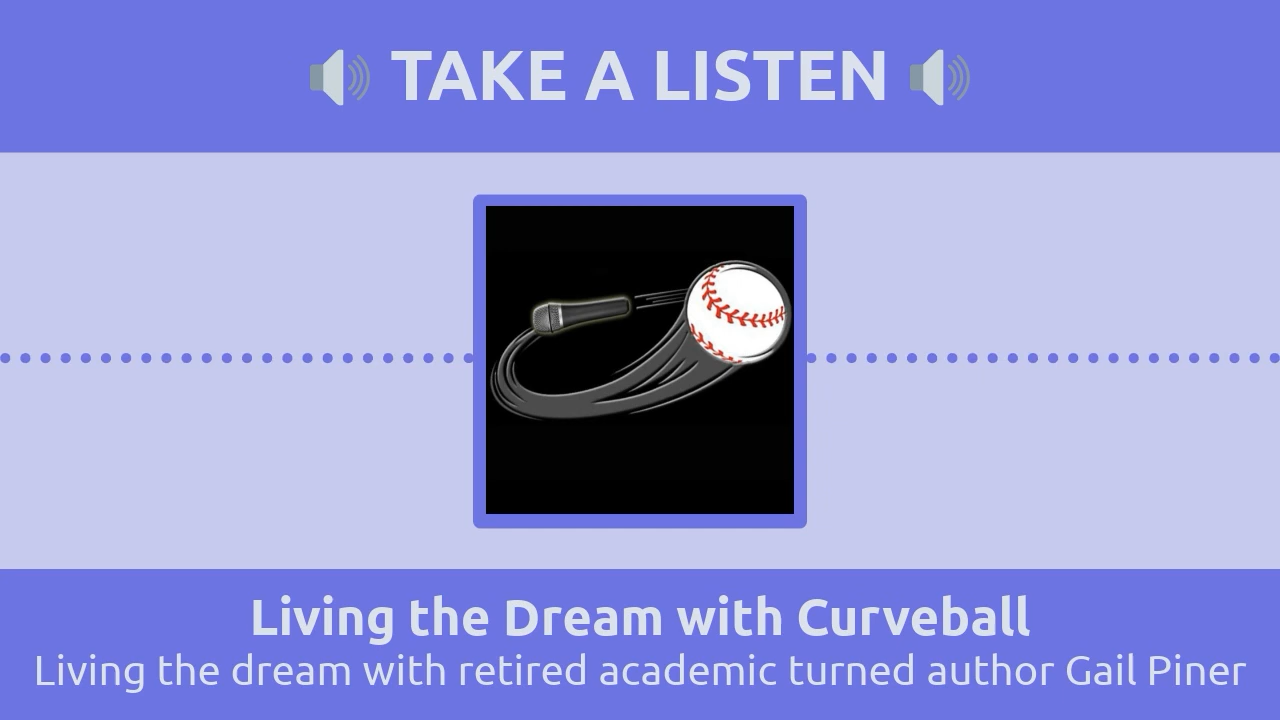 TAKE A LISTEN
Living the Dream with Curveball
Living the dream with retired academic turned author Gail Piner